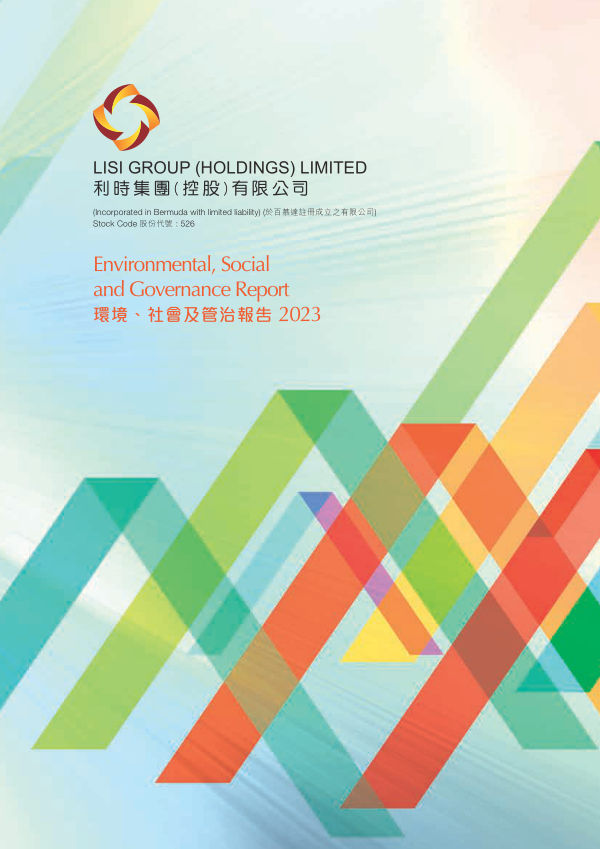 LISI GROUP (HOLDINGS) LIMITED
利時集團(控股)有限公司
(Incorporated in Bermuda with limited liability) (於百慕達註冊成立之有限公司)
Stock Code 股份代號 : 526
Environmental, Social
and Governance Report
環境、社會及管治報告 2023